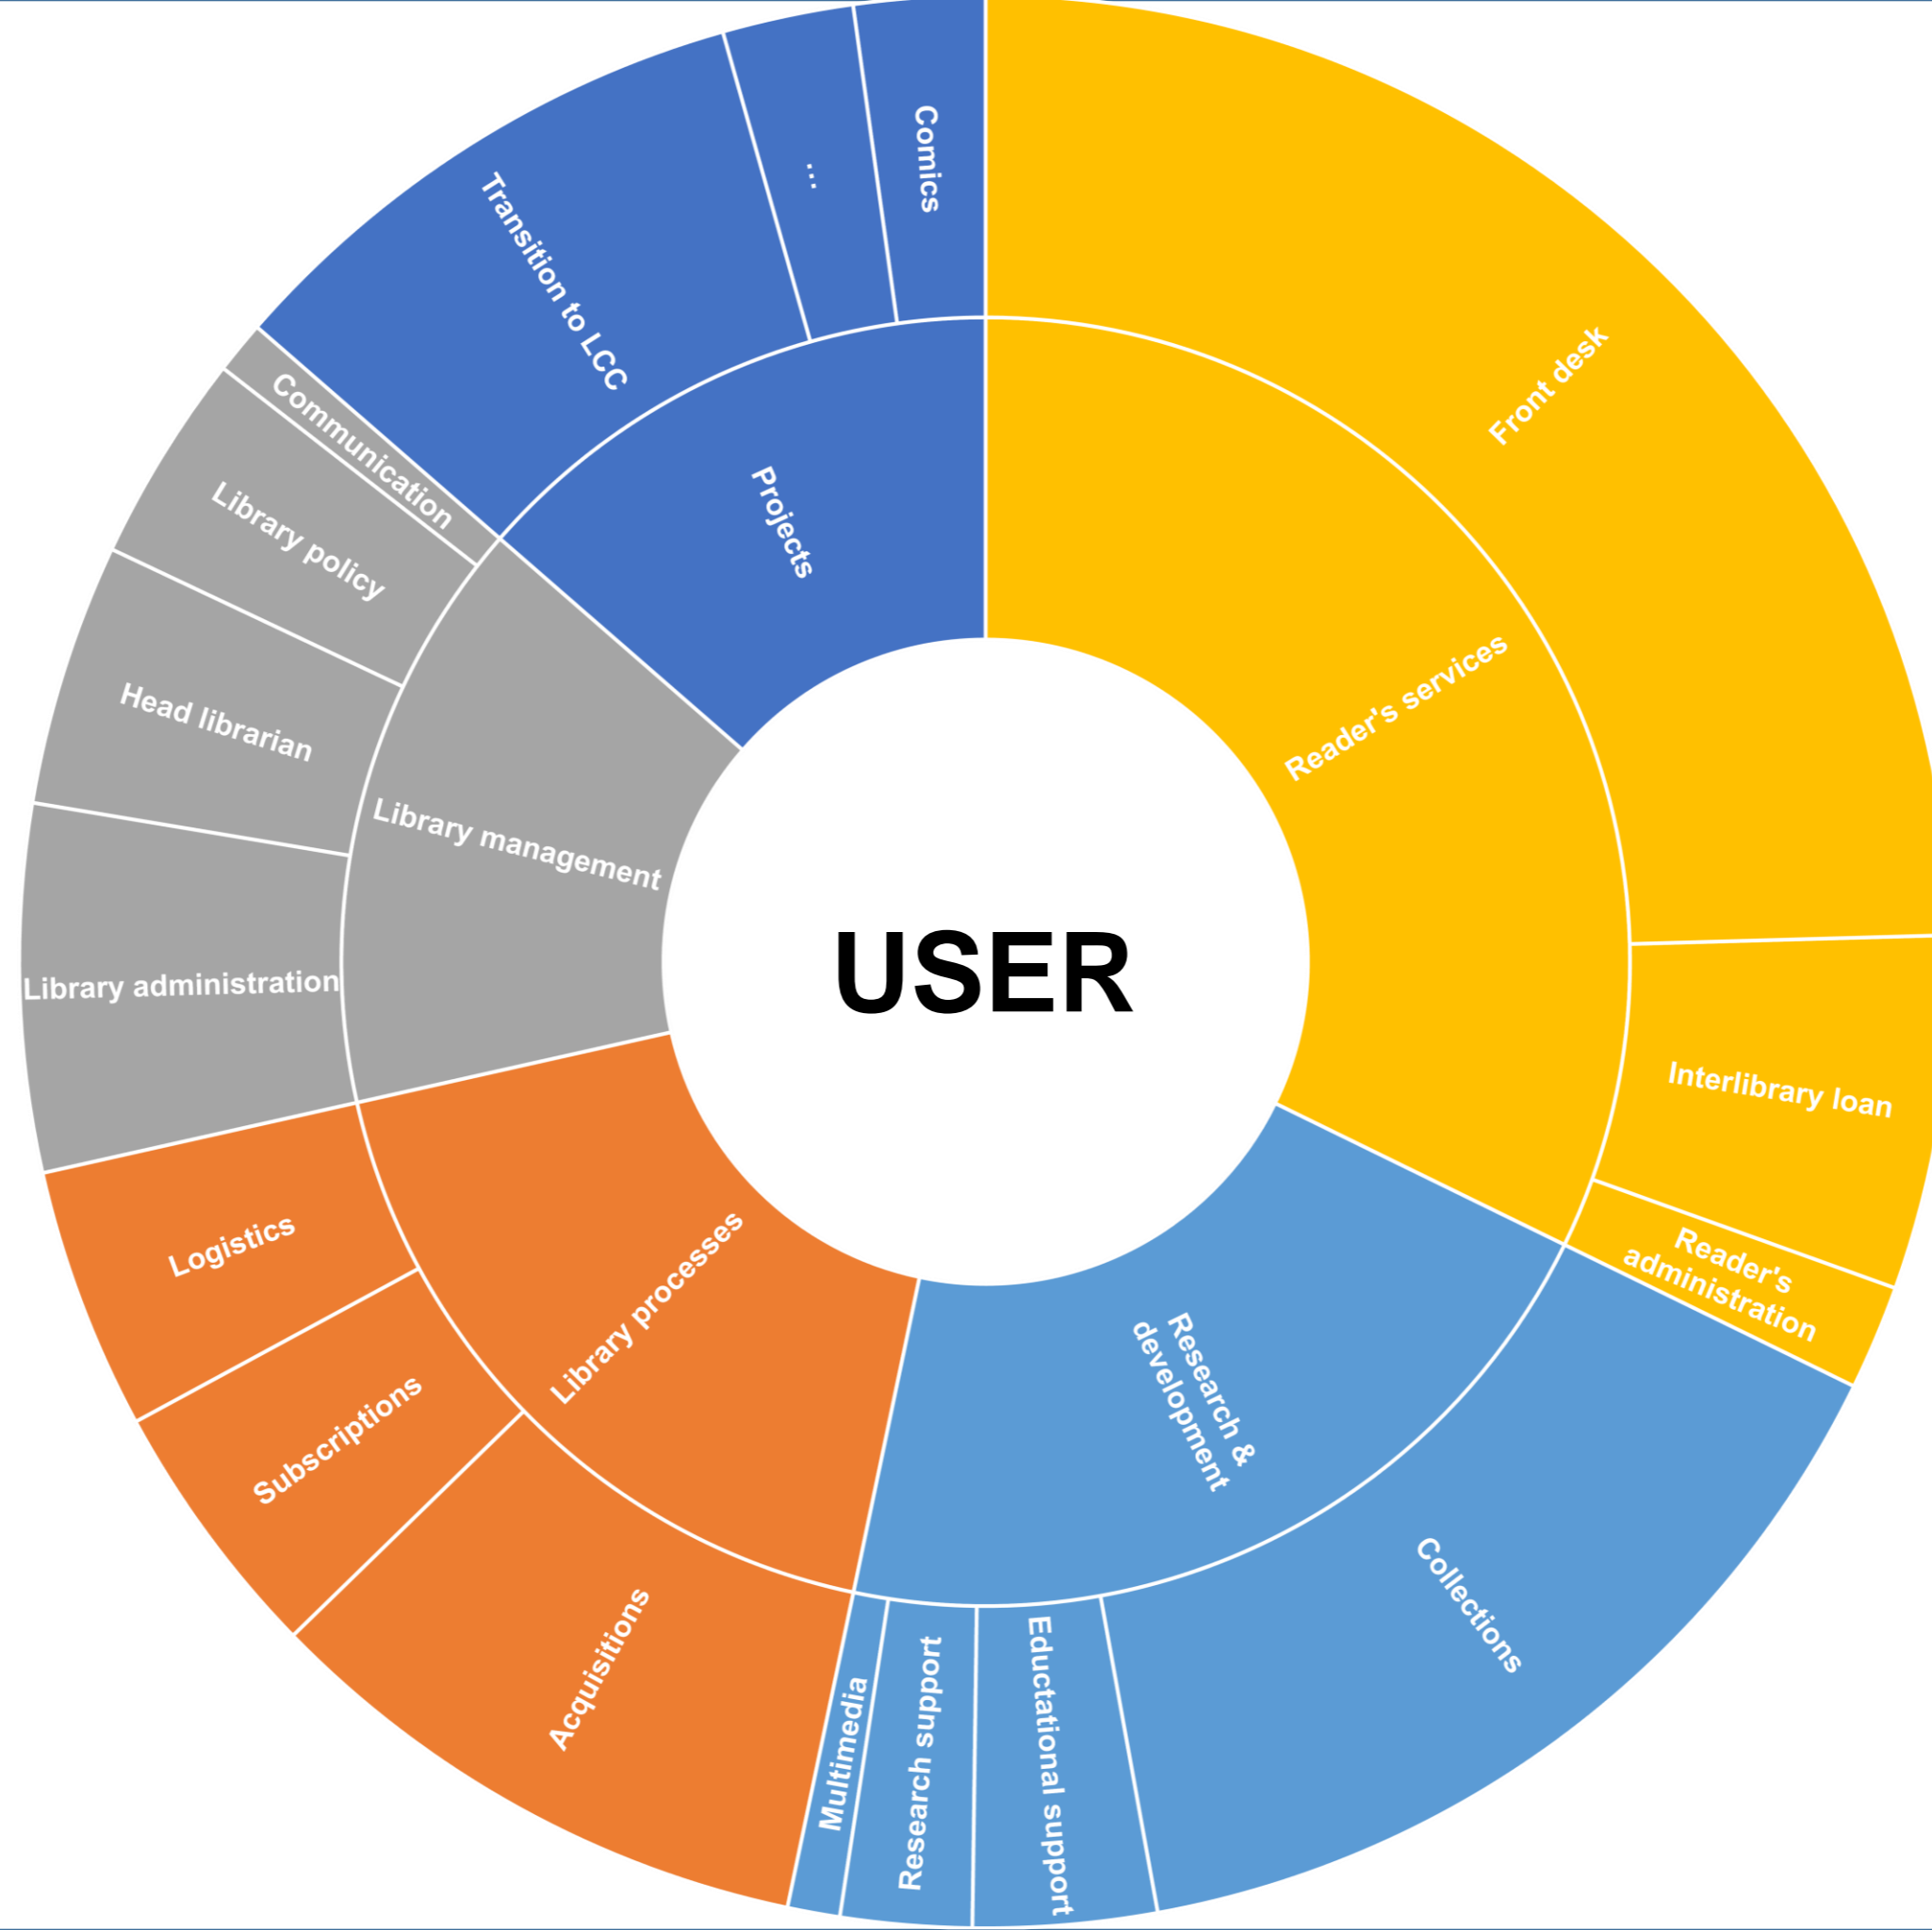 USER
Reader's services
Front desk
Interlibrary loan
Reader's
administration
Research &
development
Collections
Eductational support
Research support
Multimedia
Library processes
Acquisitions
Subscriptions
Logistics
Library management
Library administration
Head librarian
Library policy
Communication
Projects
Transition to LCC
...
Comics